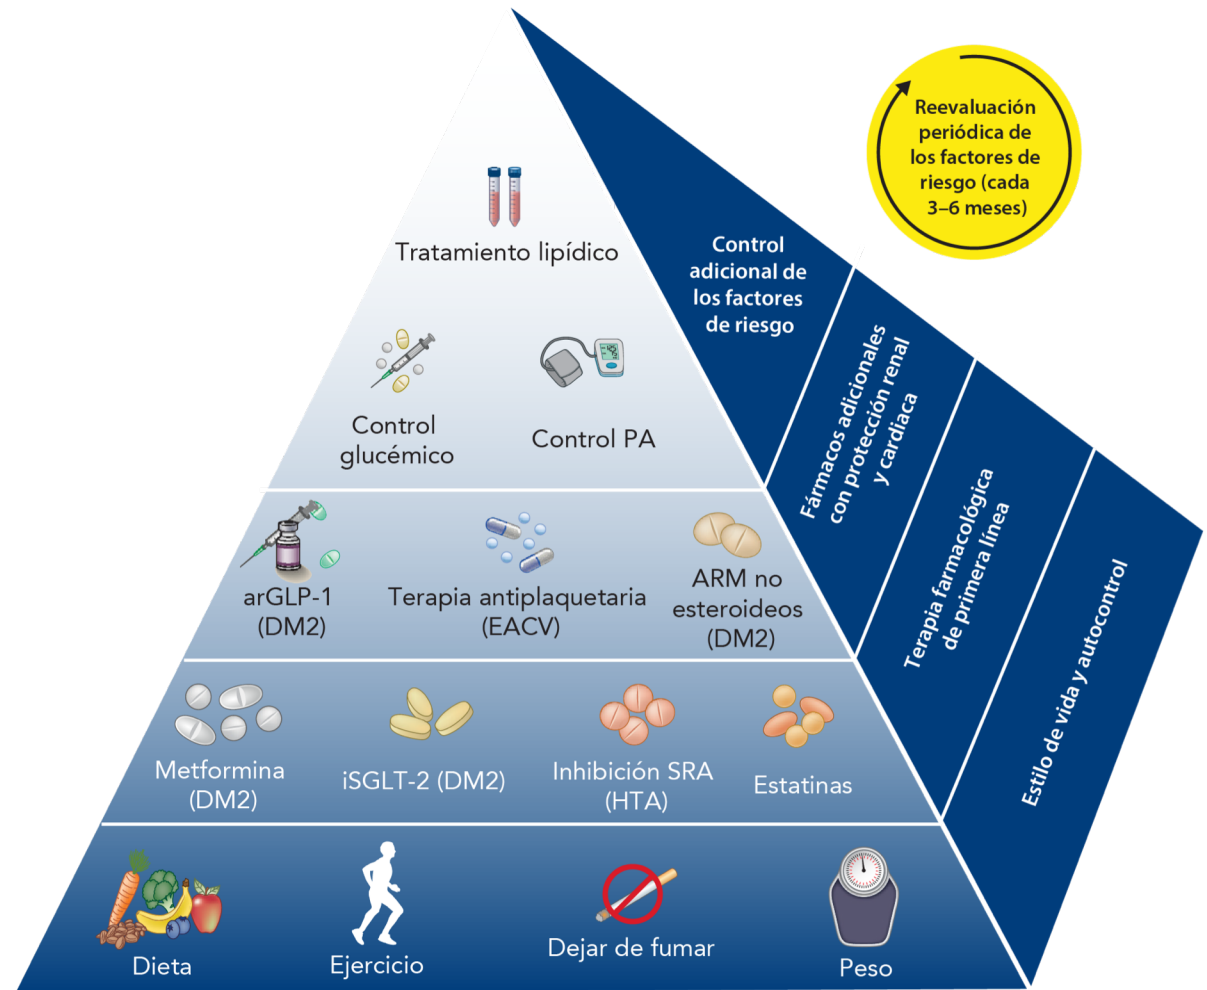 Reevaluación
periódica de
los factores de
riesgo (cada
3–6 meses)
Tratamiento lipídico
Control
glucémico
Control PA
Control
adicional de
los factores
de riesgo
arGLP-1
(DM2)
Terapia antiplaquetaria
(EACV)
ARM no
esteroideos
(DM2)
Fármacos adicionales
con protección renal
y cardiaca
Metformina
(DM2)
iSGLT-2 (DM2)
Inhibición SRA
(HTA)
Estatinas
Terapia farmacológica
de primera línea
Dieta
Ejercicio
Dejar de fumar
Peso
Estilo de vida y autocontrol